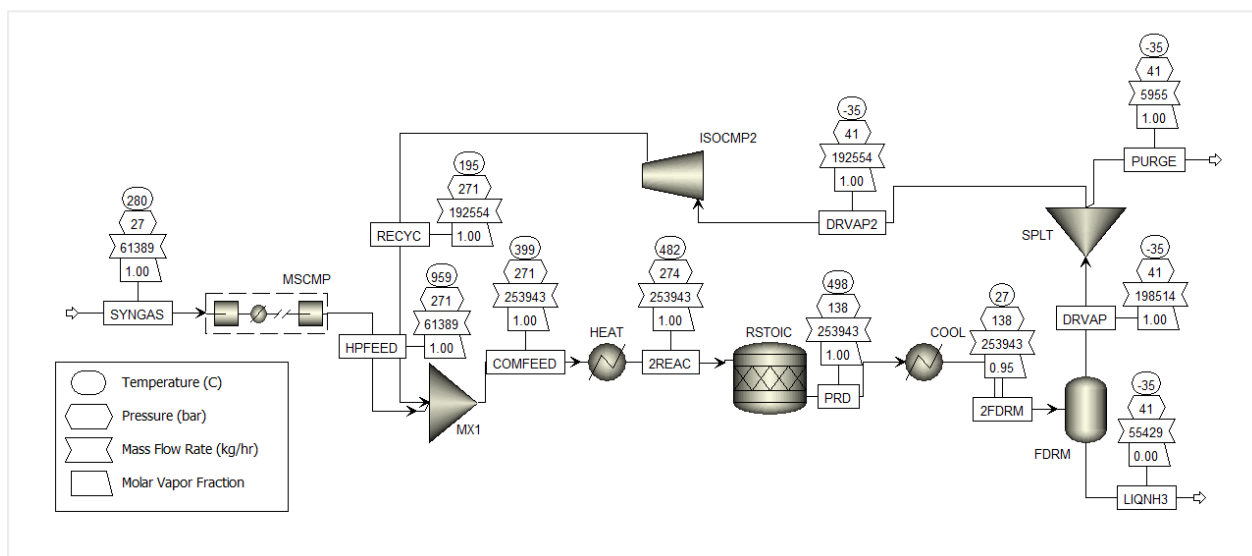 -35
41
5955
1.00
PURGE
ISOCMP2
-35
41
192554
1.00
DRVAP2
195
271
192554
1.00
RECYC
SPLT
280
27
61389
1.00
SYNGAS
MSCMP
959
271
61389
1.00
HPFEED
399
271
253943
1.00
COMFEED
MX1
HEAT
482
274
253943
1.00
2REAC
RSTOIC
498
138
253943
1.00
PRD
COOL
27
138
253943
0.95
2FDRM
-35
41
198514
1.00
DRVAP
FDRM
-35
41
55429
0.00
LIQNH3
Temperature (C)
Pressure (bar)
Mass Flow Rate (kg/hr)
Molar Vapor Fraction